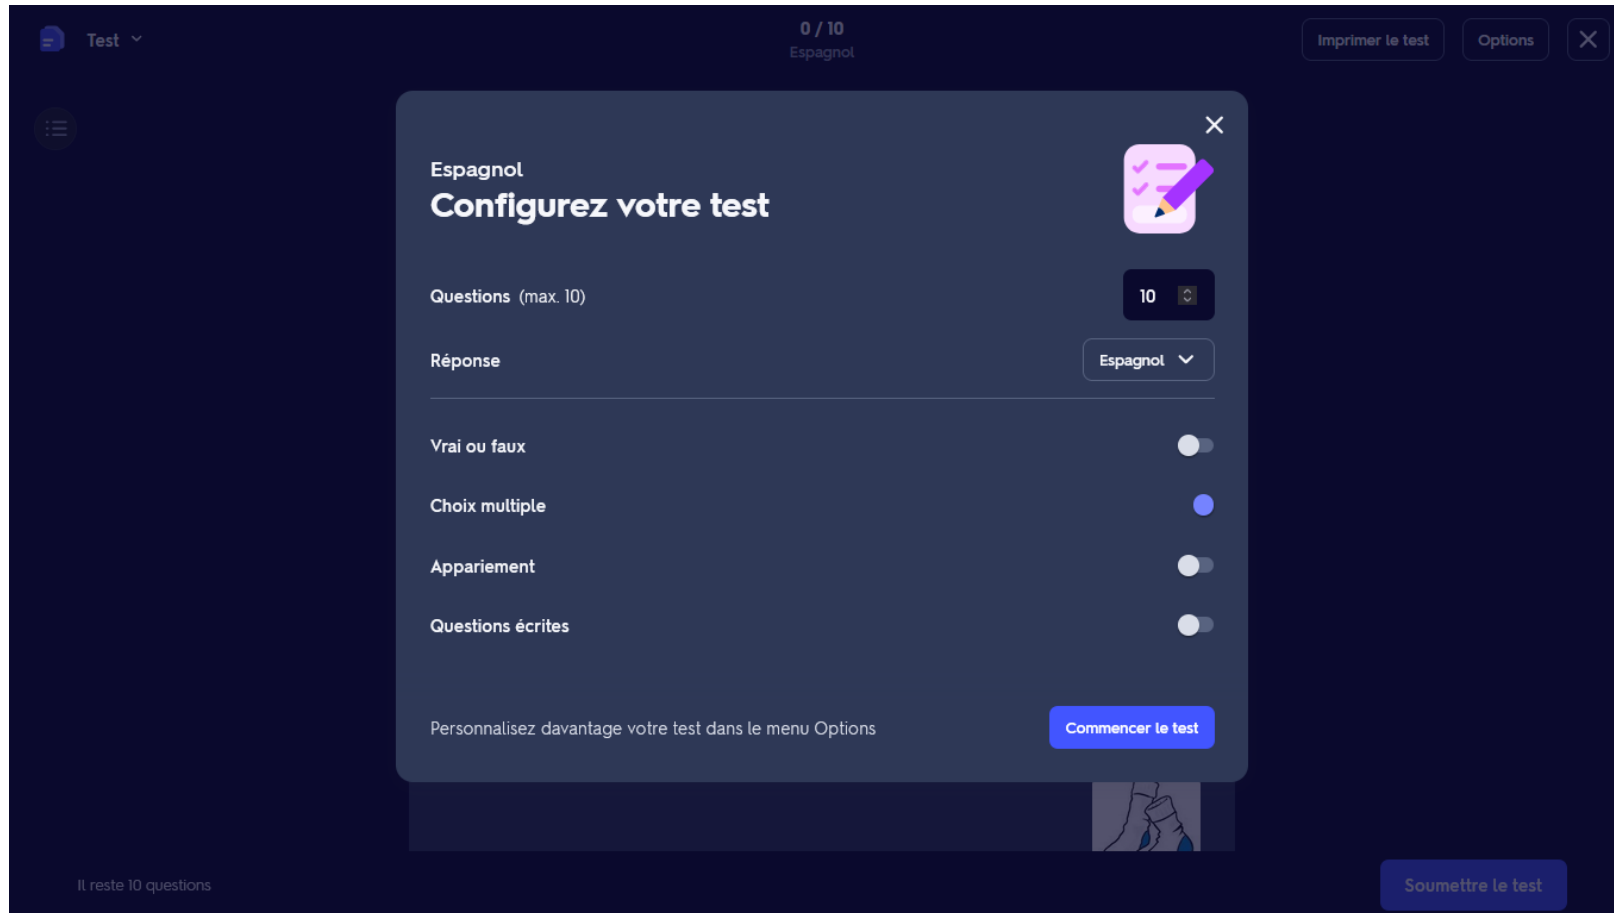 Test
0 / 10
Espagnol
Imprimer le test
Options
Espagnol
Configurez votre test
Questions (max. 10)
10
Réponse
Espagnol
Vrai ou faux
Choix multiple
Appariement
Questions écrites
Personnalisez davantage votre test dans le menu Options
Commencer le test
Il reste 10 questions
Soumettre le test